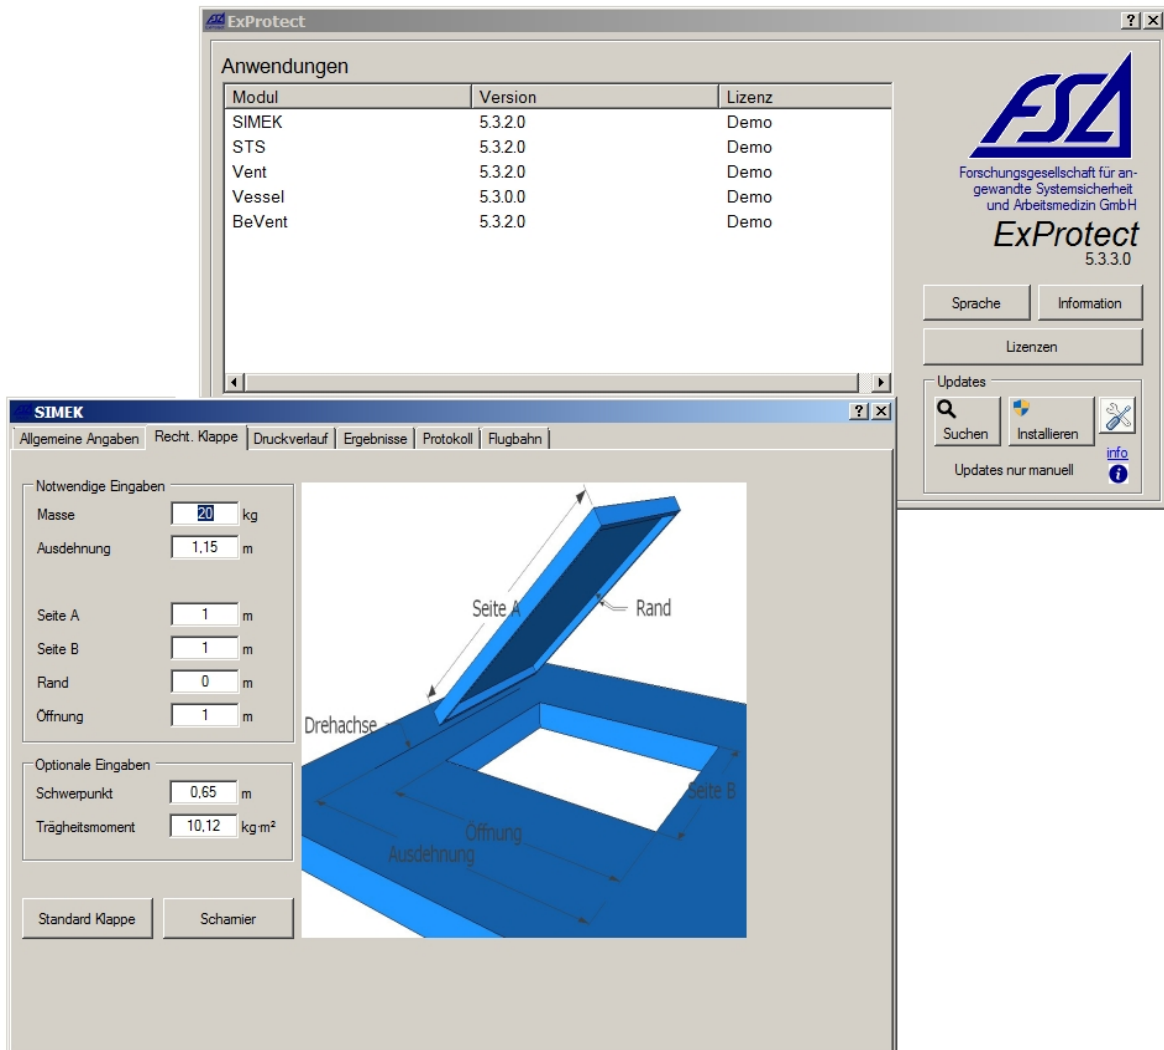 ExProtect
Anwendungen
Modul Version Lizenz
SIMEK 5.3.2.0 Demo
STS 5.3.2.0 Demo
Vent 5.3.2.0 Demo
Vessel 5.3.0.0 Demo
BeVent 5.3.2.0 Demo
FSA
Forschungsgesellschaft für an-
gewandte Systemsicherheit
und Arbeitsmedizin GmbH
ExProtect
5.3.3.0
Sprache Information
Lizenzen
Updates
Suchen Installieren
info
Updates nur manuell
SIMEK
Allgemeine Angaben Recht. Klappe Druckverlauf Ergebnisse Protokoll Flugbahn
Notwendige Eingaben
Masse 20 kg
Ausdehnung 1,15 m
Seite A 1 m
Seite B 1 m
Rand 0 m
Öffnung 1 m
Optionale Eingaben
Schwerpunkt 0,65 m
Trägheitsmoment 10,12 kg·m²
Standard Klappe Scharnier
Seite A
Rand
Drehachse
Seite B
Öffnung
Ausdehnung